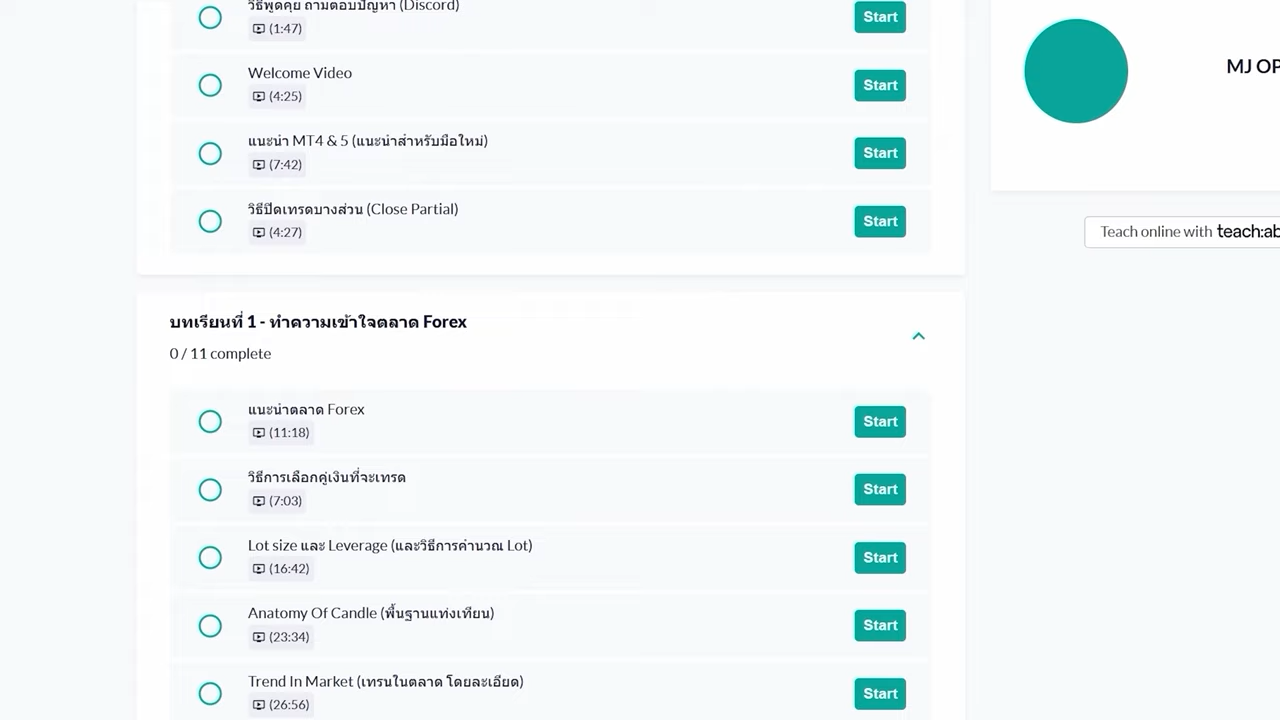 วิธีพูดคุย ถามตอบปัญหา (Discord)
(1:47)
Start
Welcome Video
(4:25)
Start
แนะนำ MT4 & 5 (แนะนำสำหรับมือใหม่)
(7:42)
Start
วิธีปิดเทรดบางส่วน (Close Partial)
(4:27)
Start
บทเรียนที่ 1 - ทำความเข้าใจตลาด Forex
0 / 11 complete
แนะนำตลาด Forex
(11:18)
Start
วิธีการเลือกคู่เงินที่จะเทรด
(7:03)
Start
Lot size และ Leverage (และวิธีการคำนวณ Lot)
(16:42)
Start
Anatomy Of Candle (พื้นฐานแท่งเทียน)
(23:34)
Start
Trend In Market (เทรนในตลาด โดยละเอียด)
(26:56)
Start
MJ OP
Teach online with teach:ab